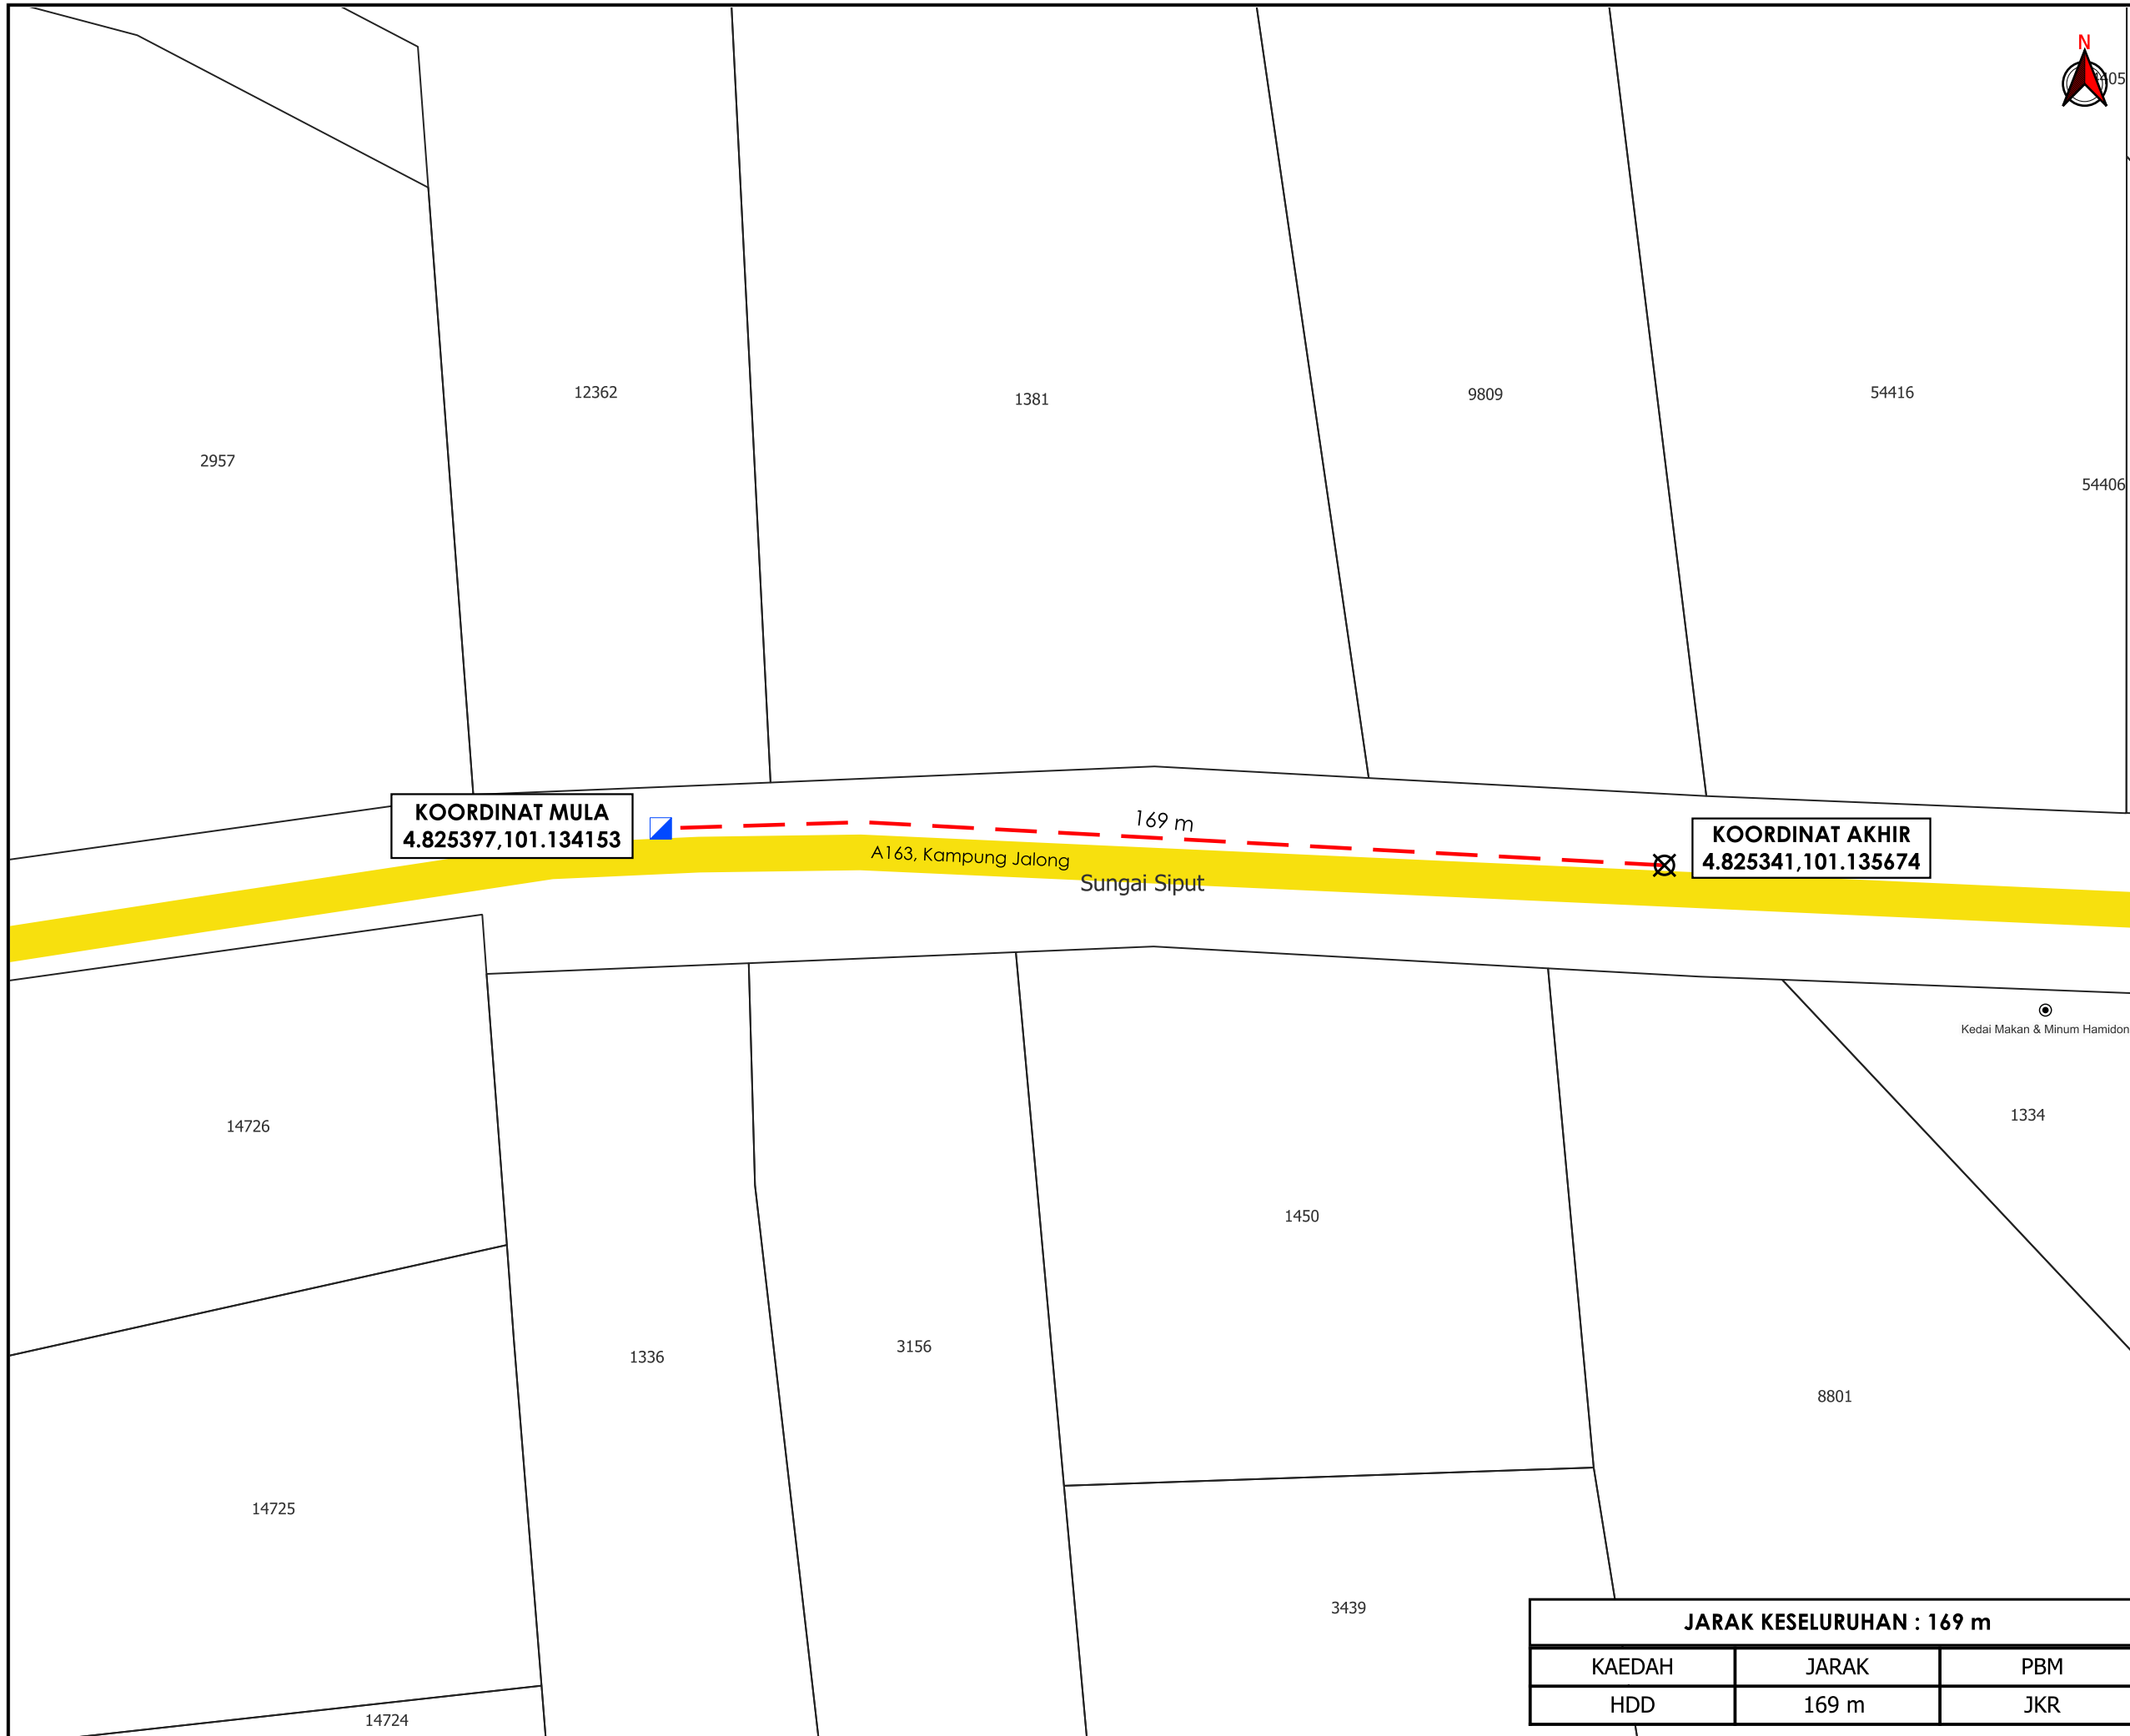 N
12362
1381
9809
54416
2957
54406
KOORDINAT MULA
4.825397,101.134153
169 m
KOORDINAT AKHIR
4.825341,101.135674
A163, Kampung Jalong
Sungai Siput
Kedai Makan & Minum Hamidon
14726
1334
1450
1336
3156
8801
14725
3439
14724
JARAK KESELURUHAN : 169 m
KAEDAH JARAK PBM
HDD 169 m JKR